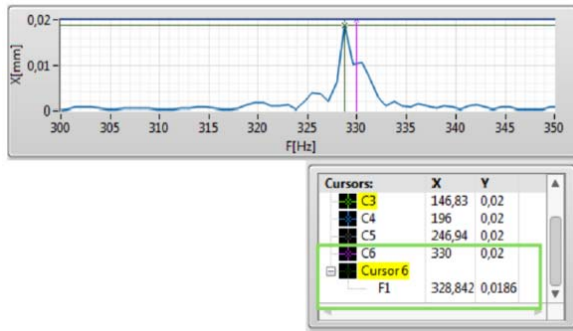 0,02
0,01
0
X[mm]
300 305 310 315 320 325 330 335 340 345 350
F[Hz]
Cursors: X Y
C3 146,83 0,02
C4 196 0,02
C5 246,94 0,02
C6 330 0,02
Cursor 6
F1 328,842 0,0186